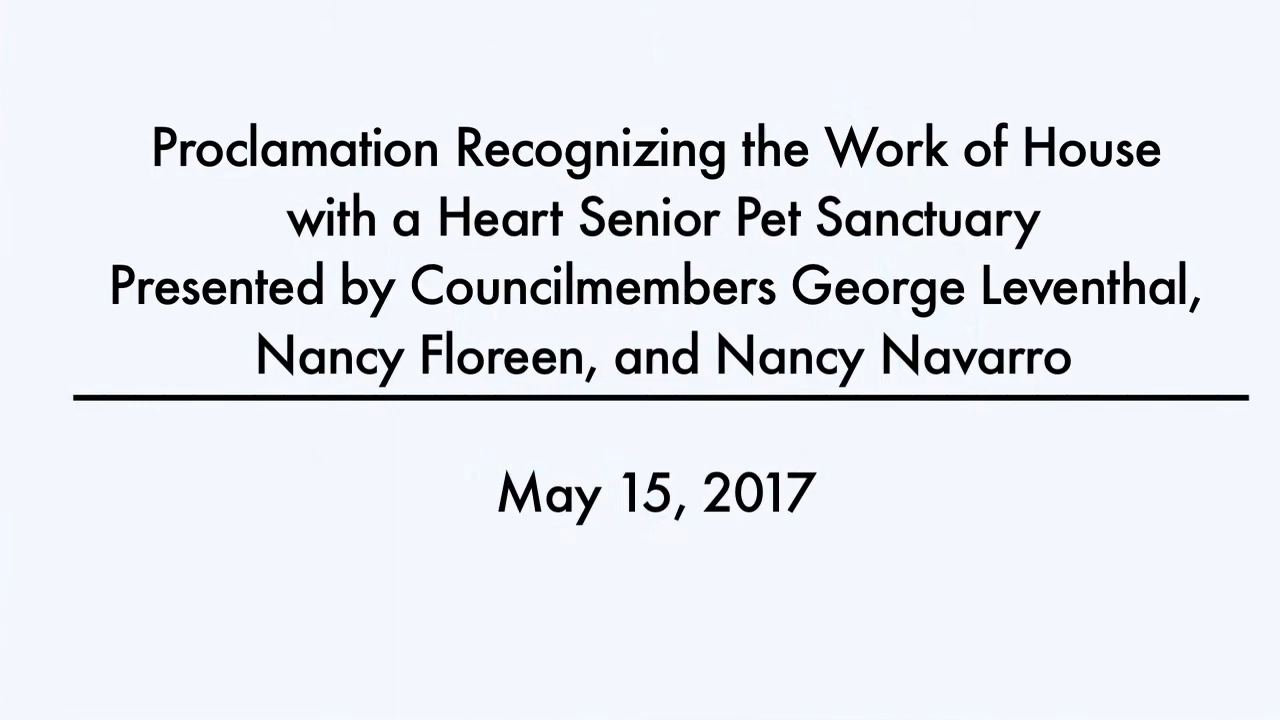 Proclamation Recognizing the Work of House
with a Heart Senior Pet Sanctuary
Presented by Councilmembers George Leventhal,
Nancy Floreen, and Nancy Navarro
May 15, 2017